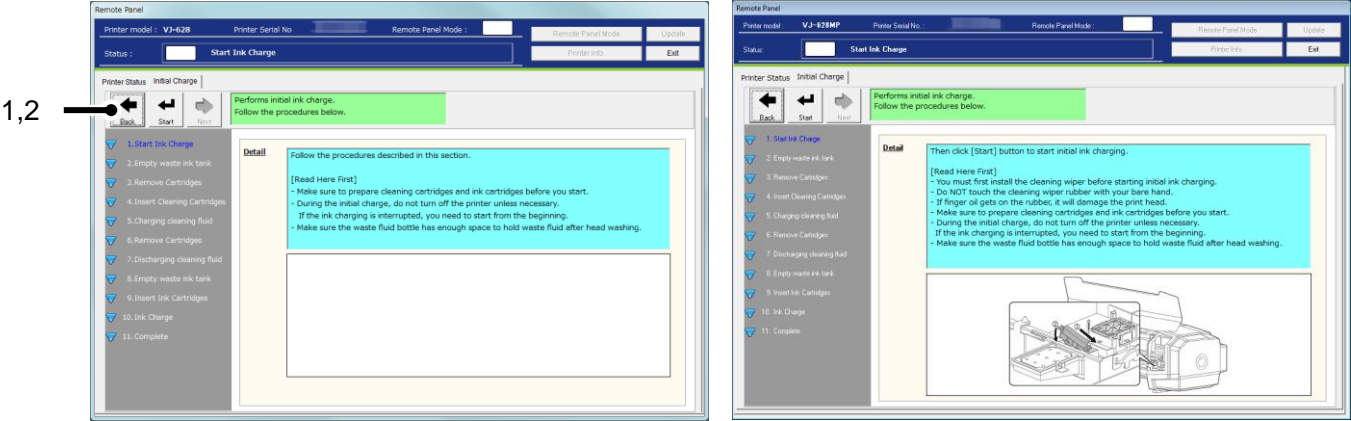 1,2
Remote Panel
Printer model : VJ-628 Printer Serial No Remote Panel Mode :
Remote Panel Mode Update
Status : Start Ink Charge
Printer Info. Exit
Printer Status Initial Charge
Back Start Next
Performs initial ink charge.
Follow the procedures below.
1.Start Ink Charge
2.Empty waste ink tank
3.Remove Cartridges
4.Insert Cleaning Cartridges
5.Charging cleaning fluid
6.Remove Cartridges
7.Discharging cleaning fluid
8.Empty waste ink tank
9.Insert Ink Cartridges
10.Ink Charge
11.Complete
Detail
Follow the procedures described in this section.
[Read Here First]
- Make sure to prepare cleaning cartridges and ink cartridges before you start.
- During the initial charge, do not turn off the printer unless necessary.
If the ink charging is interrupted, you need to start from the beginning.
- Make sure the waste fluid bottle has enough space to hold waste fluid after head washing.
Remote Panel
Printer model : VJ-628MP Printer Serial No. : Remote Panel Mode :
Remote Panel Mode Update
Status: Start Ink Charge
Printer Info. Exit
Printer Status Initial Charge
Back Start Next
Performs initial ink charge.
Follow the procedures below.
1. Start Ink Charge
2. Empty waste ink tank
3. Remove Cartridges
4. Insert Cleaning Cartridges
5. Charging cleaning fluid
6. Remove Cartridges
7. Discharging cleaning fluid
8. Empty waste ink tank
9. Insert Ink Cartridges
10. Ink Charge
11. Complete
Detail
Then click [Start] button to start initial ink charging.
[Read Here First]
- You must first install the cleaning wiper before starting initial ink charging.
- Do NOT touch the cleaning wiper rubber with your bare hand.
- If finger oil gets on the rubber, it will damage the print head.
- Make sure to prepare cleaning cartridges and ink cartridges before you start.
- During the initial charge, do not turn off the printer unless necessary.
If the ink charging is interrupted, you need to start from the beginning.
- Make sure the waste fluid bottle has enough space to hold waste fluid after head washing.